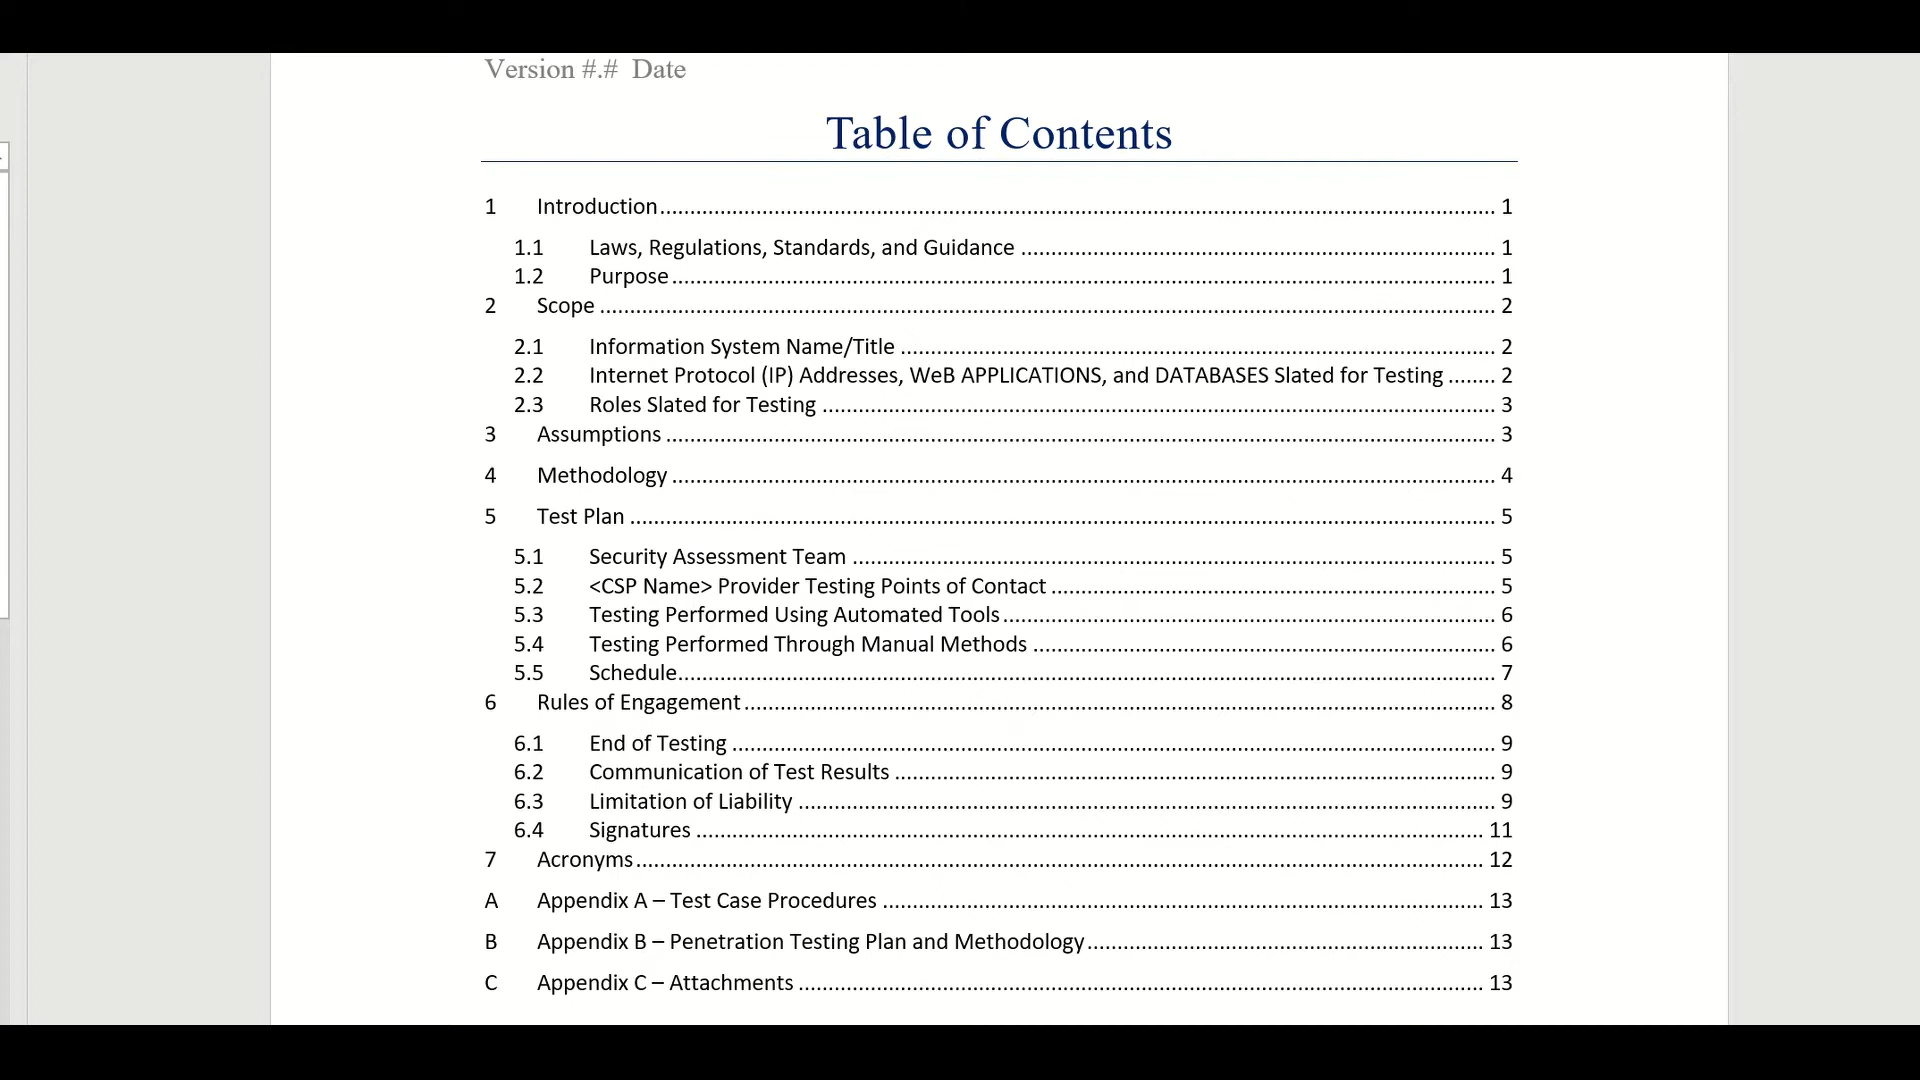 Version #.# Date
Table of Contents
1 Introduction 1
1.1 Laws, Regulations, Standards, and Guidance 1
1.2 Purpose 1
2 Scope 2
2.1 Information System Name/Title 2
2.2 Internet Protocol (IP) Addresses, WeB APPLICATIONS, and DATABASES Slated for Testing 2
2.3 Roles Slated for Testing 3
3 Assumptions 3
4 Methodology 4
5 Test Plan 5
5.1 Security Assessment Team 5
5.2 <CSP Name> Provider Testing Points of Contact 5
5.3 Testing Performed Using Automated Tools 6
5.4 Testing Performed Through Manual Methods 6
5.5 Schedule 7
6 Rules of Engagement 8
6.1 End of Testing 9
6.2 Communication of Test Results 9
6.3 Limitation of Liability 9
6.4 Signatures 11
7 Acronyms 12
A Appendix A – Test Case Procedures 13
B Appendix B – Penetration Testing Plan and Methodology 13
C Appendix C – Attachments 13